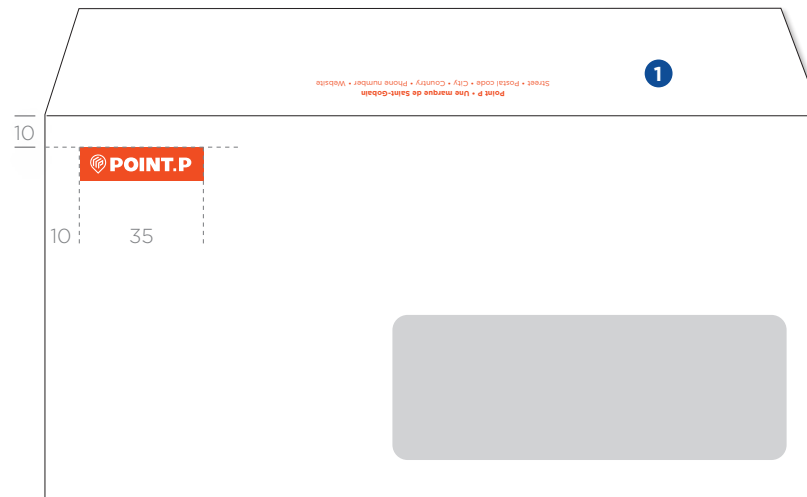 1
Point P • Une marque de Saint-Gobain
Street • Postal code • City • Country • Phone number • Website
10
POINT.P
10 35